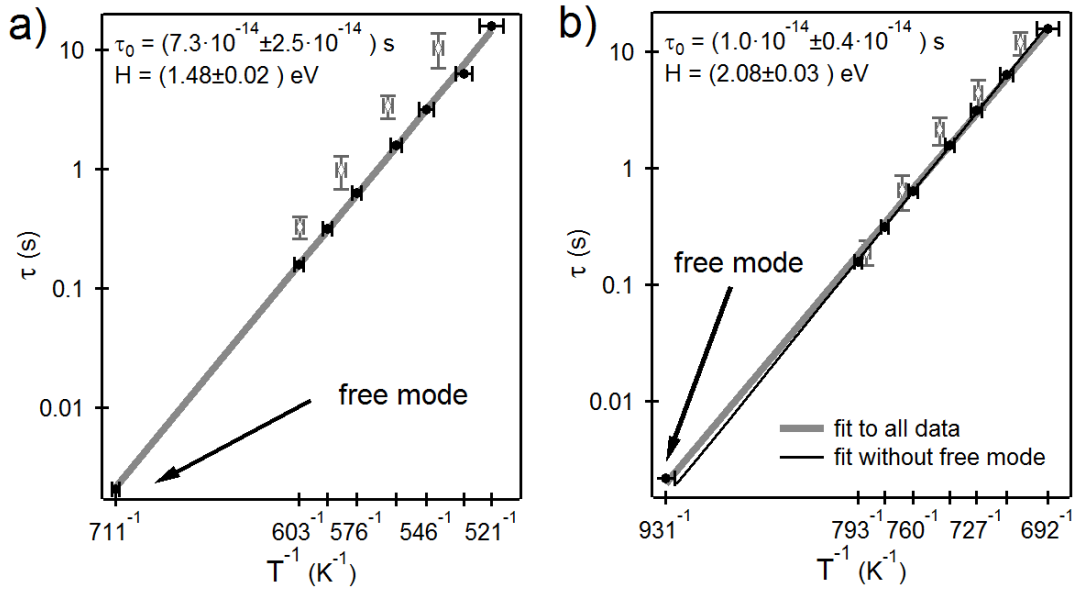 a)
τ₀ = (7.3·10⁻¹⁴±2.5·10⁻¹⁴ ) s
H = (1.48±0.02 ) eV
10
1
0.1
0.01
τ (s)
free mode
711⁻¹
603⁻¹
576⁻¹
546⁻¹
521⁻¹
T⁻¹ (K⁻¹)
b)
τ₀ = (1.0·10⁻¹⁴±0.4·10⁻¹⁴ ) s
H = (2.08±0.03 ) eV
10
1
0.1
0.01
τ (s)
free mode
fit to all data
fit without free mode
931⁻¹
793⁻¹
760⁻¹
727⁻¹
692⁻¹
T⁻¹ (K⁻¹)